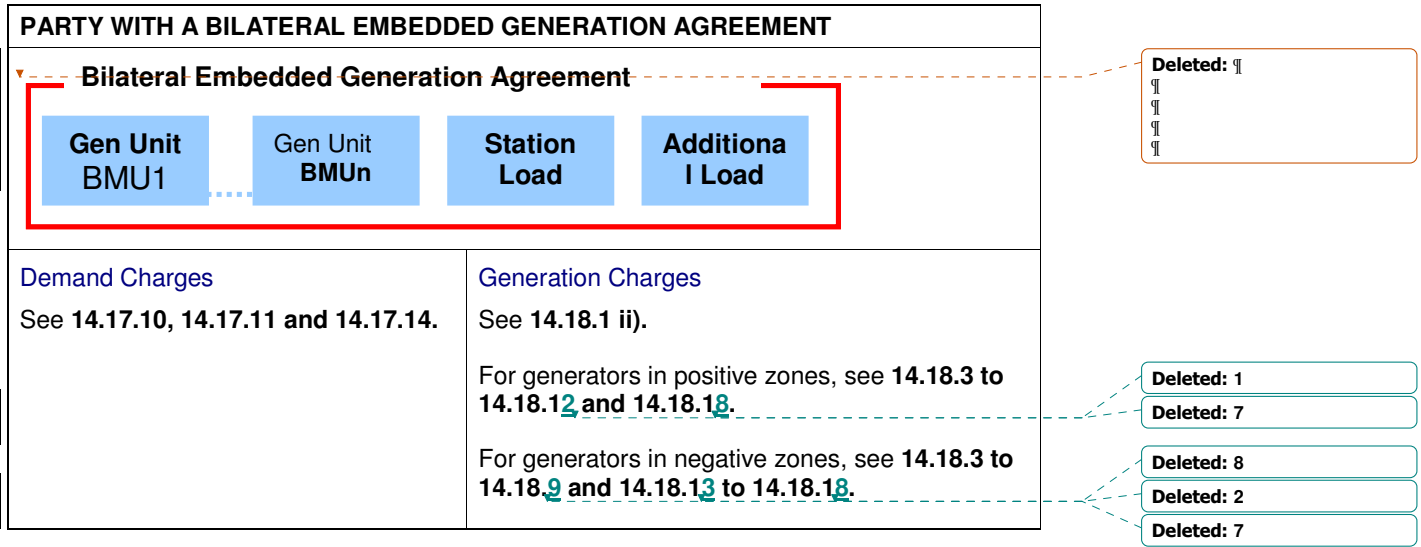 PARTY WITH A BILATERAL EMBEDDED GENERATION AGREEMENT
Bilateral Embedded Generation Agreement
Gen Unit
BMU1
Gen Unit
BMUn
Station
Load
Additiona
l Load
Demand Charges
See 14.17.10, 14.17.11 and 14.17.14.
Generation Charges
See 14.18.1 ii).
For generators in positive zones, see 14.18.3 to
14.18.12 and 14.18.18.
For generators in negative zones, see 14.18.3 to
14.18.9 and 14.18.13 to 14.18.18.
Deleted: ¶
¶
¶
¶
¶
Deleted: 1
Deleted: 7
Deleted: 8
Deleted: 2
Deleted: 7